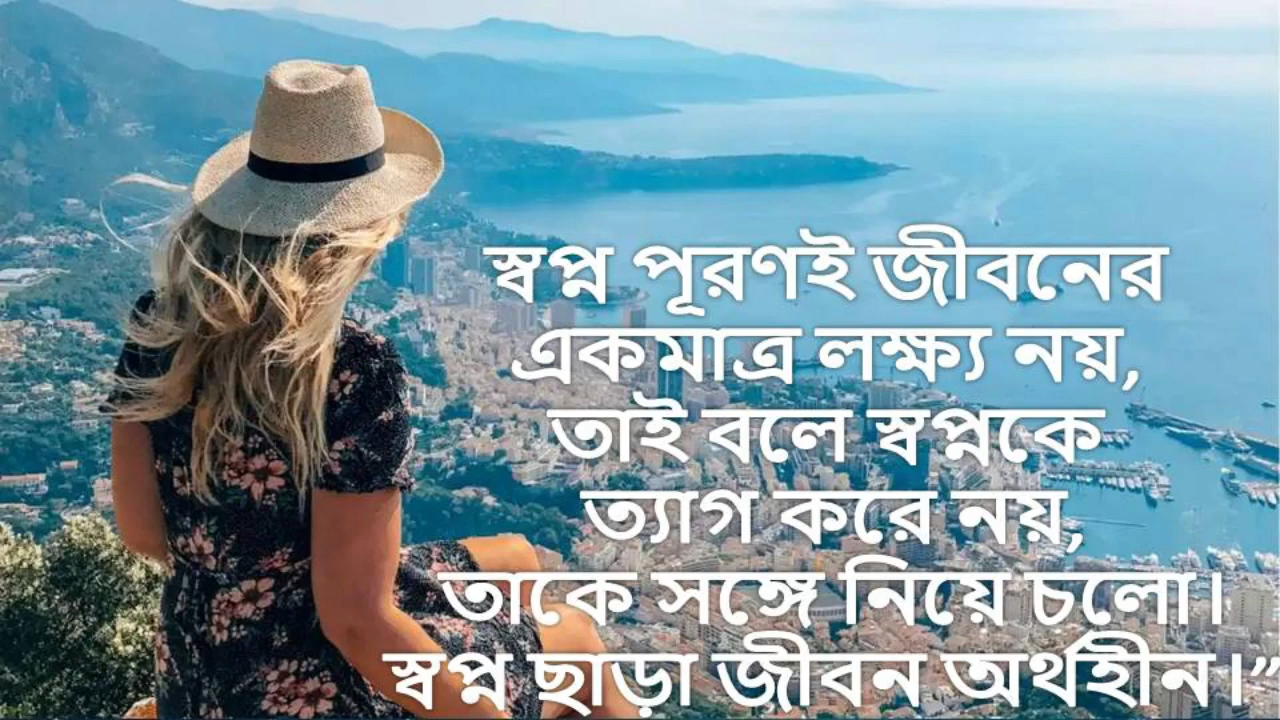 স্বপ্ন পূরণই জীবনের
একমাত্র লক্ষ্য নয়,
তাই বলে স্বপ্নকে
ত্যাগ করে নয়,
তাকে সঙ্গে নিয়ে চলো।
স্বপ্ন ছাড়া জীবন অর্থহীন।”